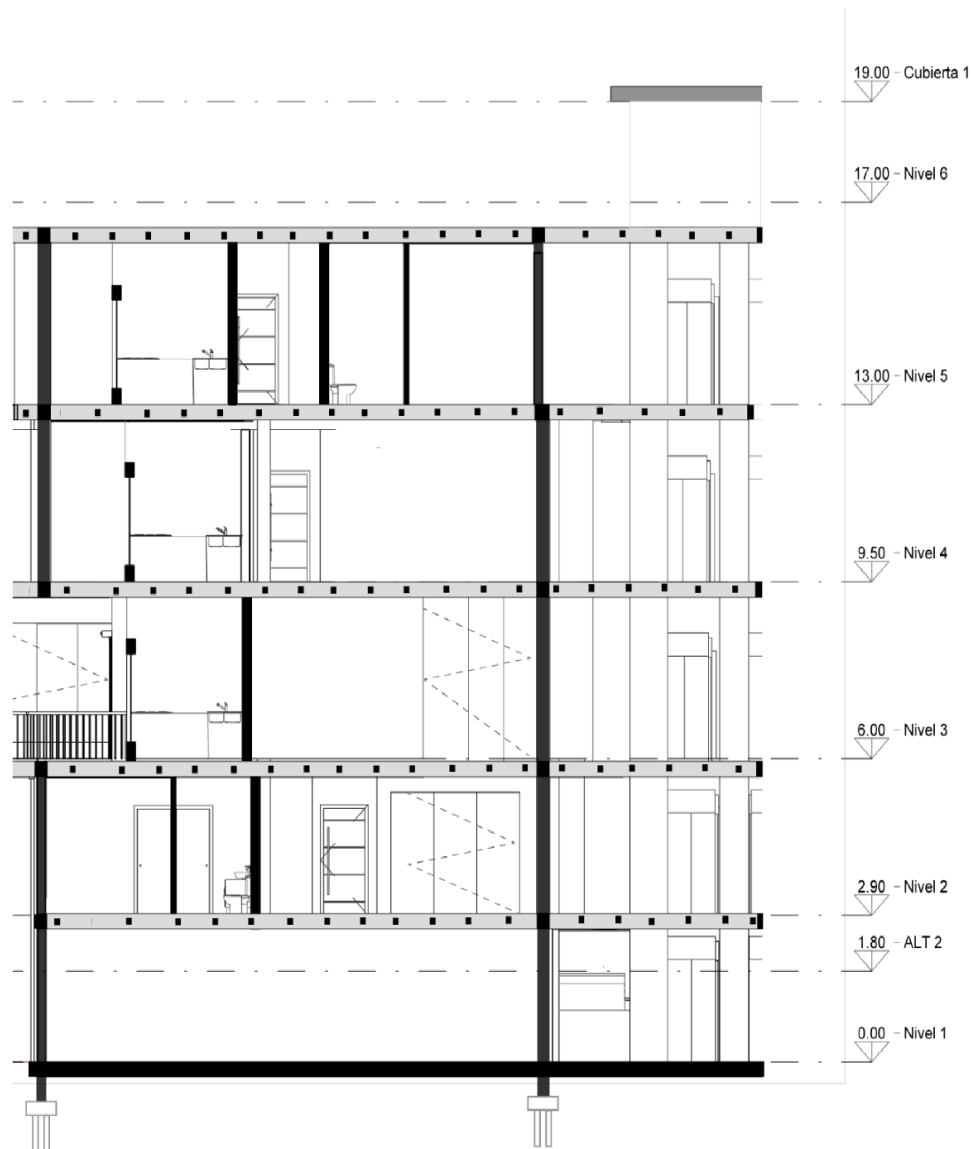 19.00 - Cubierta 1
17.00 - Nivel 6
13.00 - Nivel 5
9.50 - Nivel 4
6.00 - Nivel 3
2.90 - Nivel 2
1.80 - ALT 2
0.00 - Nivel 1